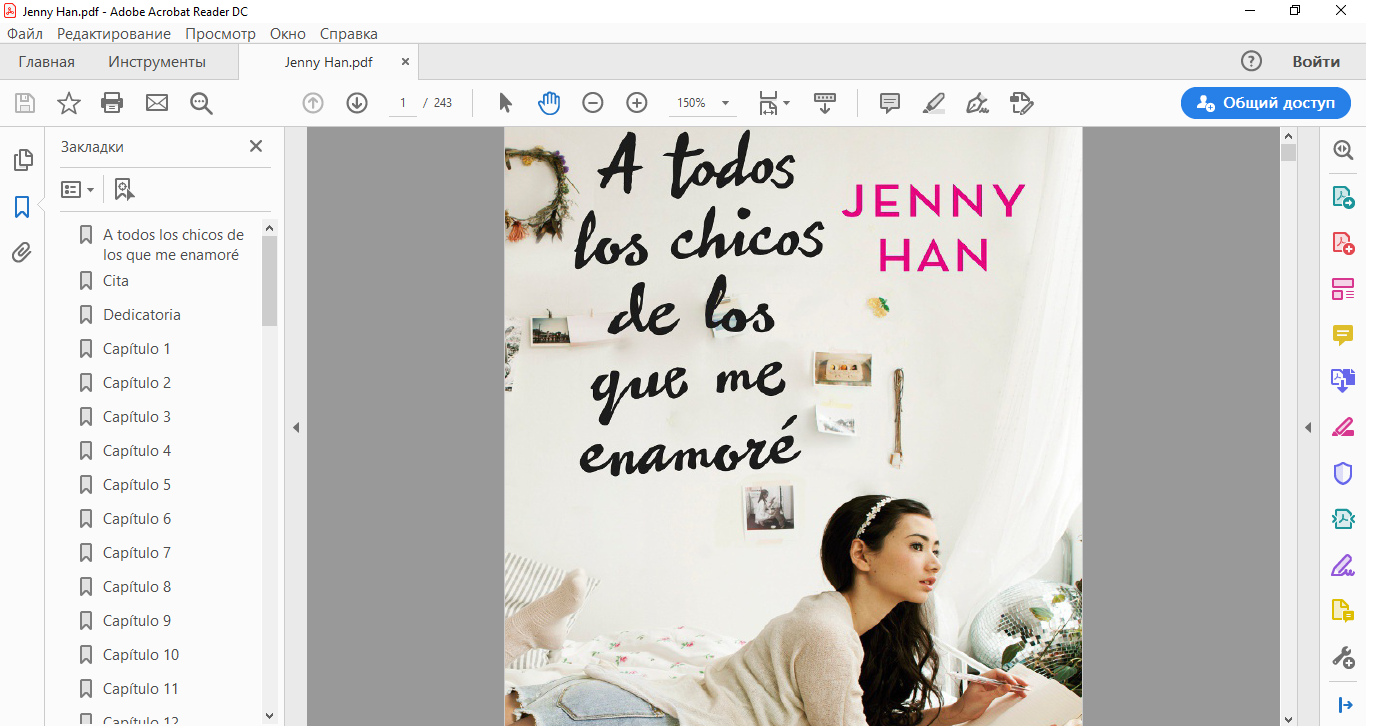 Jenny Han.pdf - Adobe Acrobat Reader DC
Файл Редактирование Просмотр Окно Справка
Главная Инструменты Jenny Han.pdf × ? Войти
1 / 243 150% Общий доступ
Закладки
A todos los chicos de
los que me enamoré
Cita
Dedicatoria
Capítulo 1
Capítulo 2
Capítulo 3
Capítulo 4
Capítulo 5
Capítulo 6
Capítulo 7
Capítulo 8
Capítulo 9
Capítulo 10
Capítulo 11
Capítulo 12
A todos
los chicos
de los
que me
enamoré
JENNY
HAN